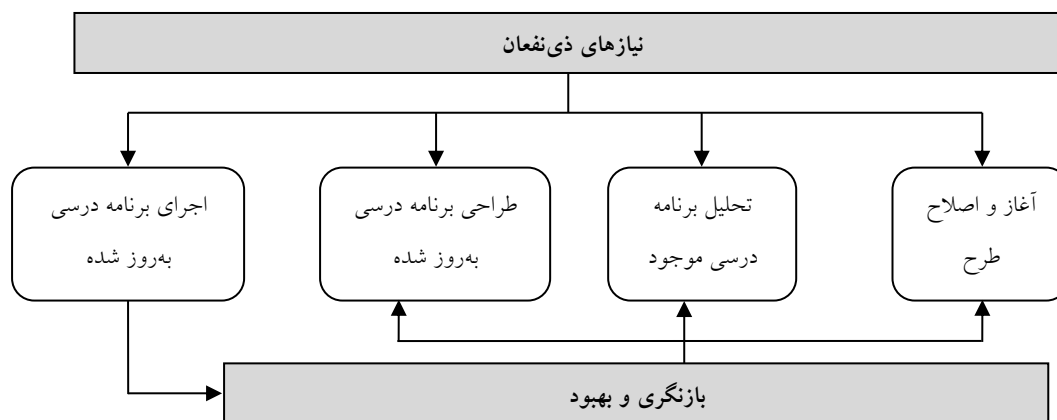 نیازهای ذی‌نفعان
آغاز و اصلاح
طرح
تحلیل برنامه
درسی موجود
طراحی برنامه درسی
به‌روز شده
اجرای برنامه درسی
به‌روز شده
بازنگری و بهبود